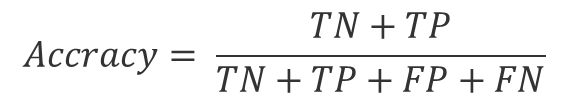 Accracy = (TN + TP) / (TN + TP + FP + FN)